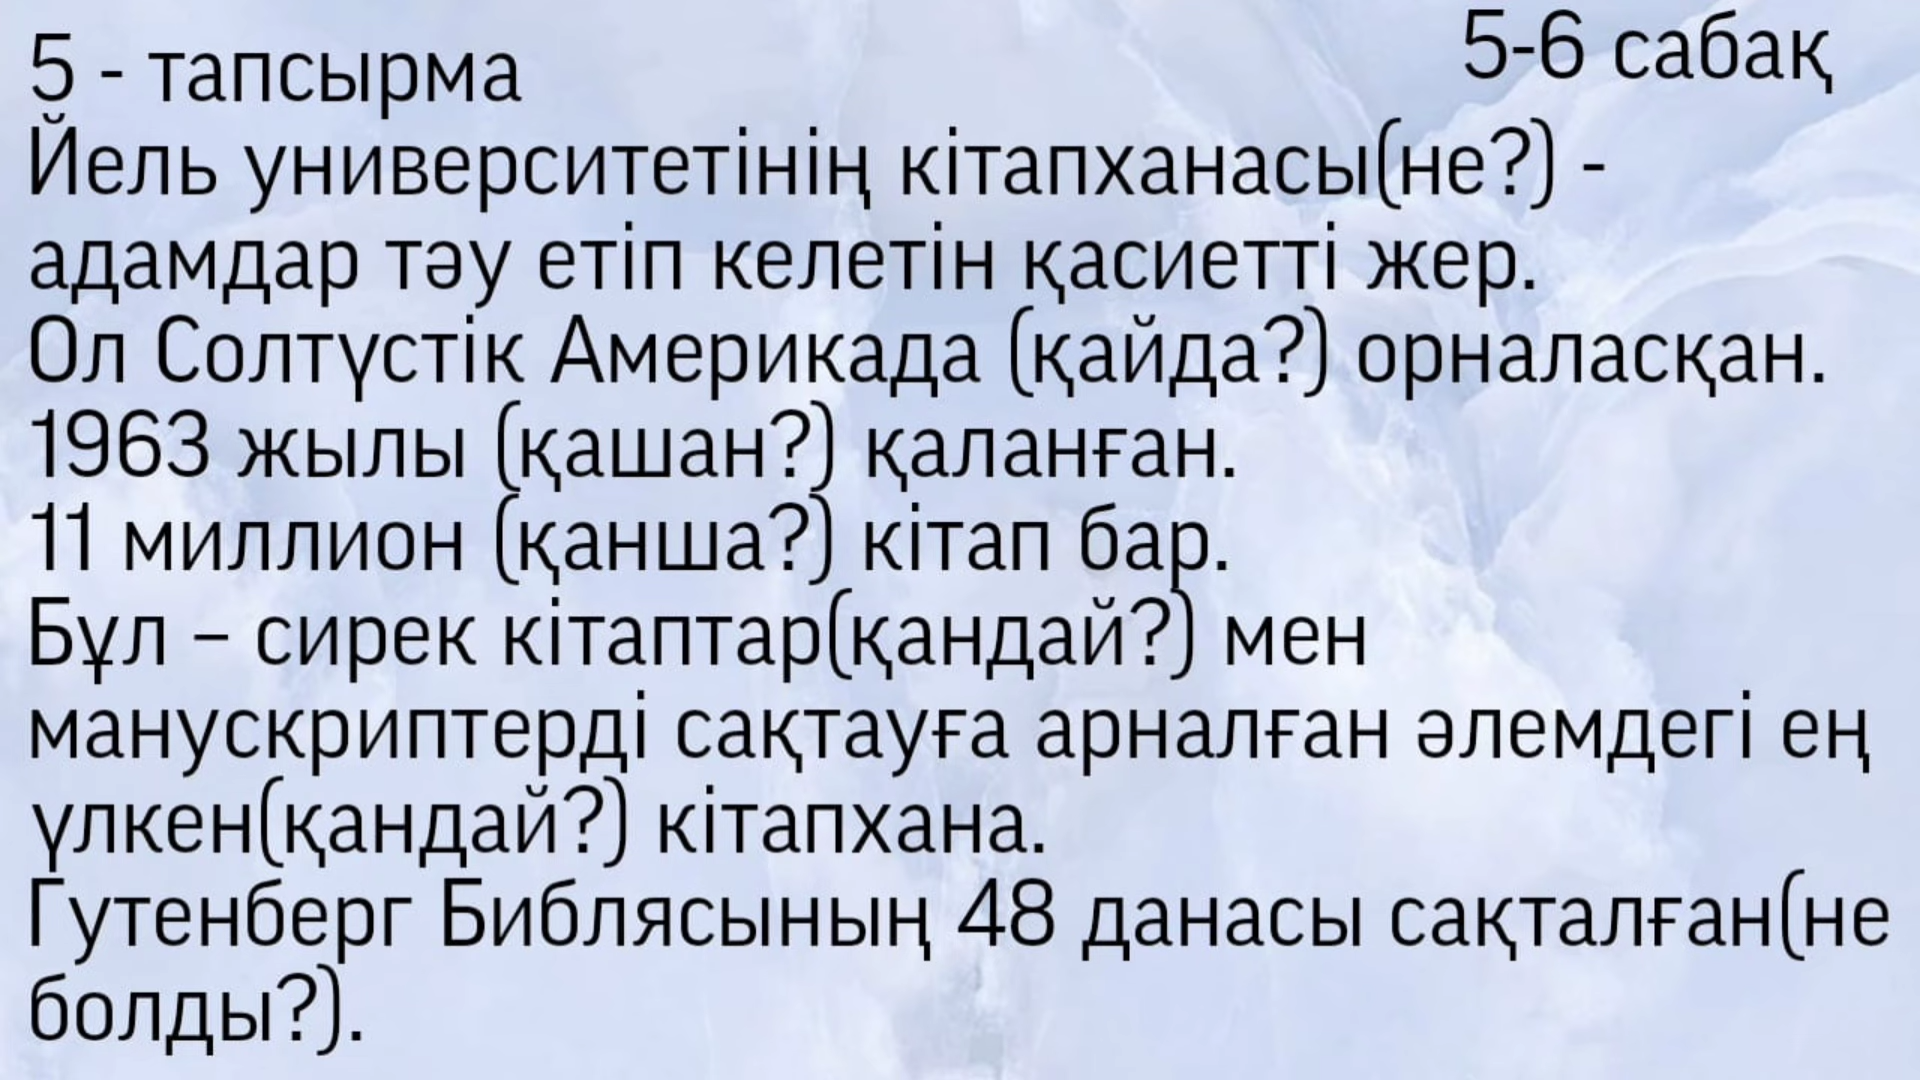 5-6 сабақ
5 - тапсырма
Йель университетінің кітапханасы(не?) -
адамдар тәу етіп келетін қасиетті жер.
Ол Солтүстік Америкада (қайда?) орналасқан.
1963 жылы (қашан?) қаланған.
11 миллион (қанша?) кітап бар.
Бұл – сирек кітаптар(қандай?) мен
манускриптерді сақтауға арналған әлемдегі ең
үлкен(қандай?) кітапхана.
Гутенберг Библясының 48 данасы сақталған(не
болды?).